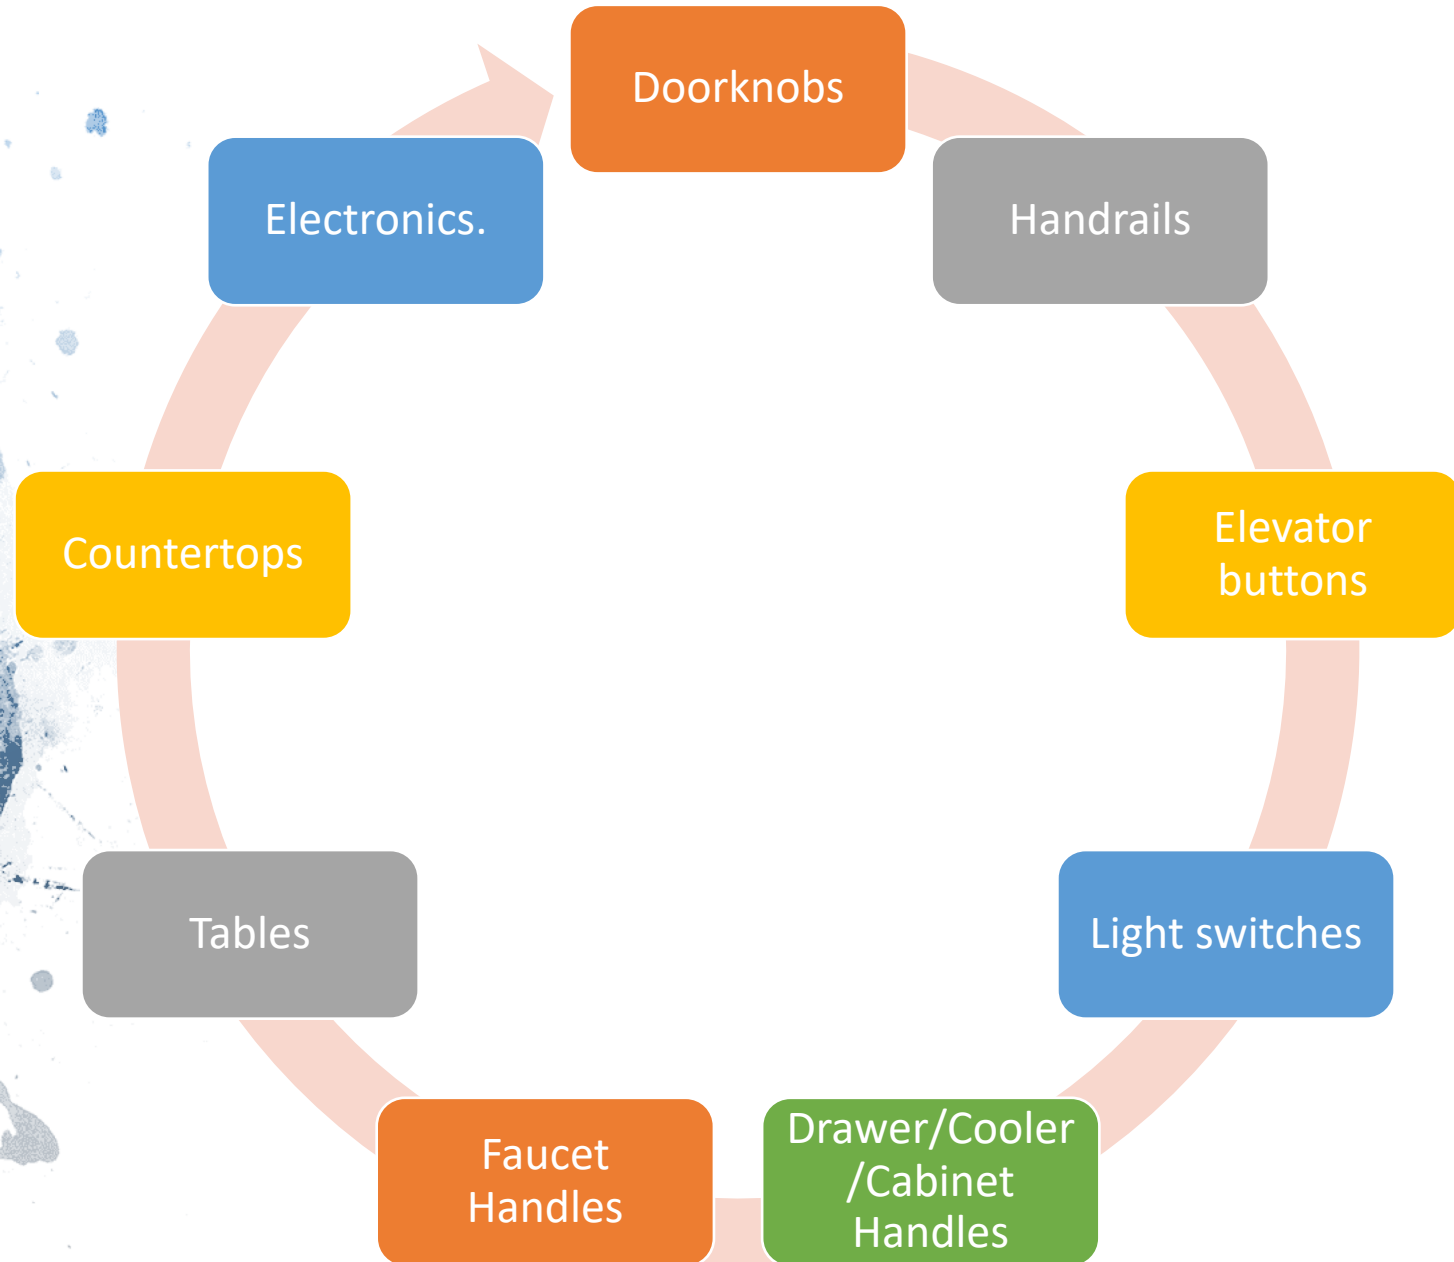 Doorknobs
Handrails
Elevator
buttons
Light switches
Drawer/Cooler
/Cabinet
Handles
Faucet
Handles
Tables
Countertops
Electronics.